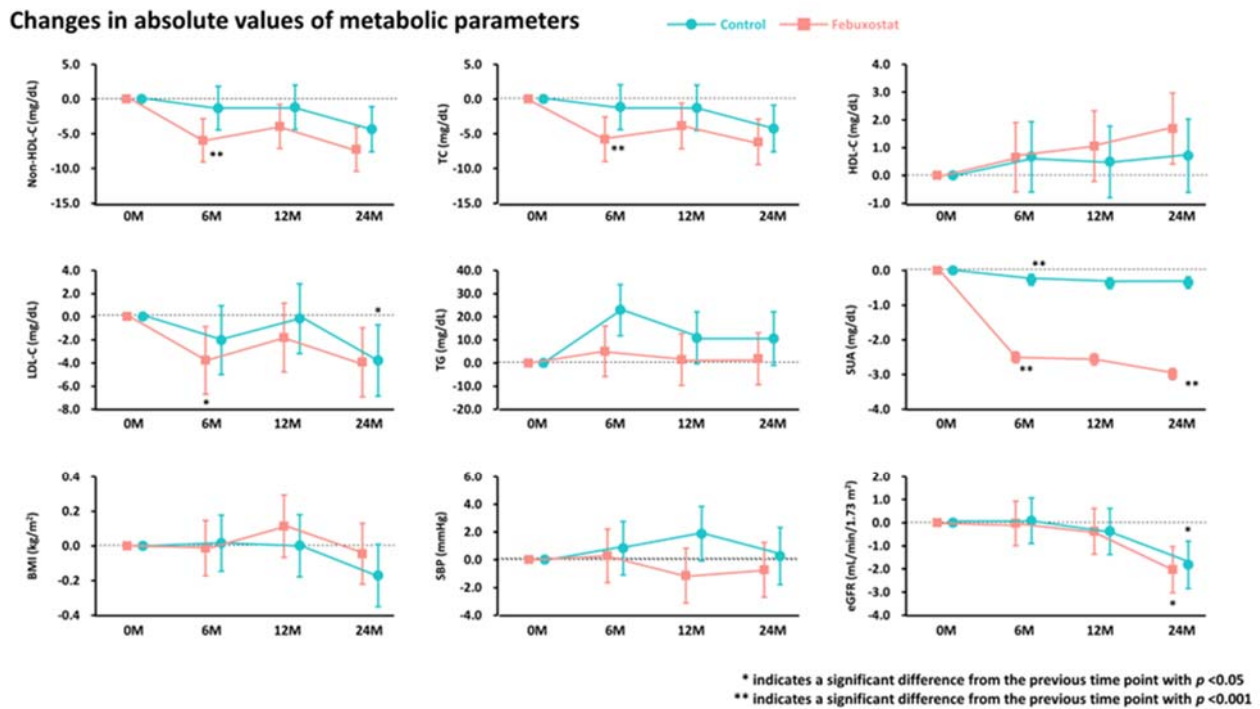 Changes in absolute values of metabolic parameters
Control
Febuxostat
Non-HDL-C (mg/dL)
5.0
0.0
-5.0
-10.0
-15.0
**
0M 6M 12M 24M
TC (mg/dL)
5.0
0.0
-5.0
-10.0
-15.0
**
0M 6M 12M 24M
HDL-C (mg/dL)
4.0
3.0
2.0
1.0
0.0
-1.0
0M 6M 12M 24M
LDL-C (mg/dL)
4.0
2.0
0.0
-2.0
-4.0
-6.0
-8.0
*
*
0M 6M 12M 24M
TG (mg/dL)
40.0
30.0
20.0
10.0
0.0
-10.0
-20.0
0M 6M 12M 24M
SUA (mg/dL)
0.0
-1.0
-2.0
-3.0
-4.0
**
**
**
0M 6M 12M 24M
BMI (kg/m²)
0.4
0.2
0.0
-0.2
-0.4
0M 6M 12M 24M
SBP (mmHg)
6.0
4.0
2.0
0.0
-2.0
-4.0
0M 6M 12M 24M
eGFR (mL/min/1.73 m²)
2.0
1.0
0.0
-1.0
-2.0
-3.0
-4.0
*
*
0M 6M 12M 24M
* indicates a significant difference from the previous time point with p <0.05
** indicates a significant difference from the previous time point with p <0.001